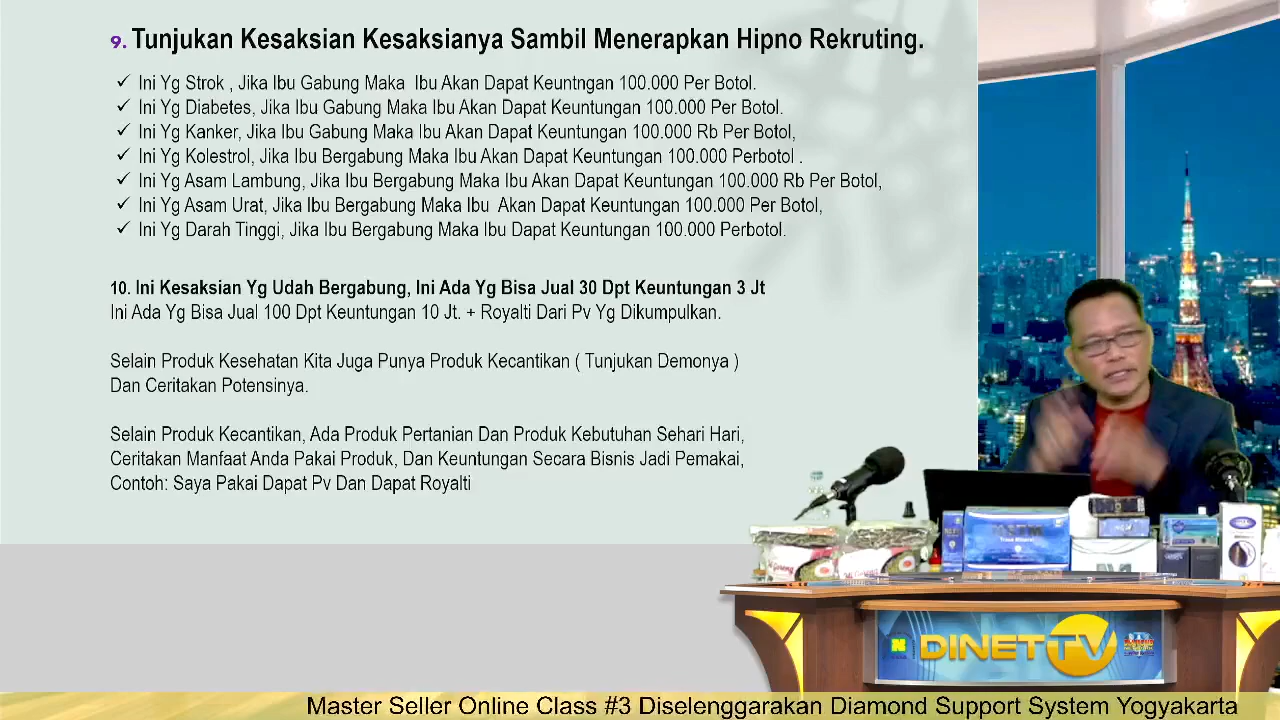 9. Tunjukan Kesaksian Kesaksianya Sambil Menerapkan Hipno Rekruting.
✓ Ini Yg Strok , Jika Ibu Gabung Maka Ibu Akan Dapat Keuntngan 100.000 Per Botol.
✓ Ini Yg Diabetes, Jika Ibu Gabung Maka Ibu Akan Dapat Keuntungan 100.000 Per Botol.
✓ Ini Yg Kanker, Jika Ibu Gabung Maka Ibu Akan Dapat Keuntungan 100.000 Rb Per Botol,
✓ Ini Yg Kolestrol, Jika Ibu Bergabung Maka Ibu Akan Dapat Keuntungan 100.000 Perbotol .
✓ Ini Yg Asam Lambung, Jika Ibu Bergabung Maka Ibu Akan Dapat Keuntungan 100.000 Rb Per Botol,
✓ Ini Yg Asam Urat, Jika Ibu Bergabung Maka Ibu Akan Dapat Keuntungan 100.000 Per Botol,
✓ Ini Yg Darah Tinggi, Jika Ibu Bergabung Maka Ibu Dapat Keuntungan 100.000 Perbotol.
10. Ini Kesaksian Yg Udah Bergabung, Ini Ada Yg Bisa Jual 30 Dpt Keuntungan 3 Jt
Ini Ada Yg Bisa Jual 100 Dpt Keuntungan 10 Jt. + Royalti Dari Pv Yg Dikumpulkan.
Selain Produk Kesehatan Kita Juga Punya Produk Kecantikan ( Tunjukan Demonya )
Dan Ceritakan Potensinya.
Selain Produk Kecantikan, Ada Produk Pertanian Dan Produk Kebutuhan Sehari Hari,
Ceritakan Manfaat Anda Pakai Produk, Dan Keuntungan Secara Bisnis Jadi Pemakai,
Contoh: Saya Pakai Dapat Pv Dan Dapat Royalti
DINET TV
Master Seller Online Class #3 Diselenggarakan Diamond Support System Yogyakarta